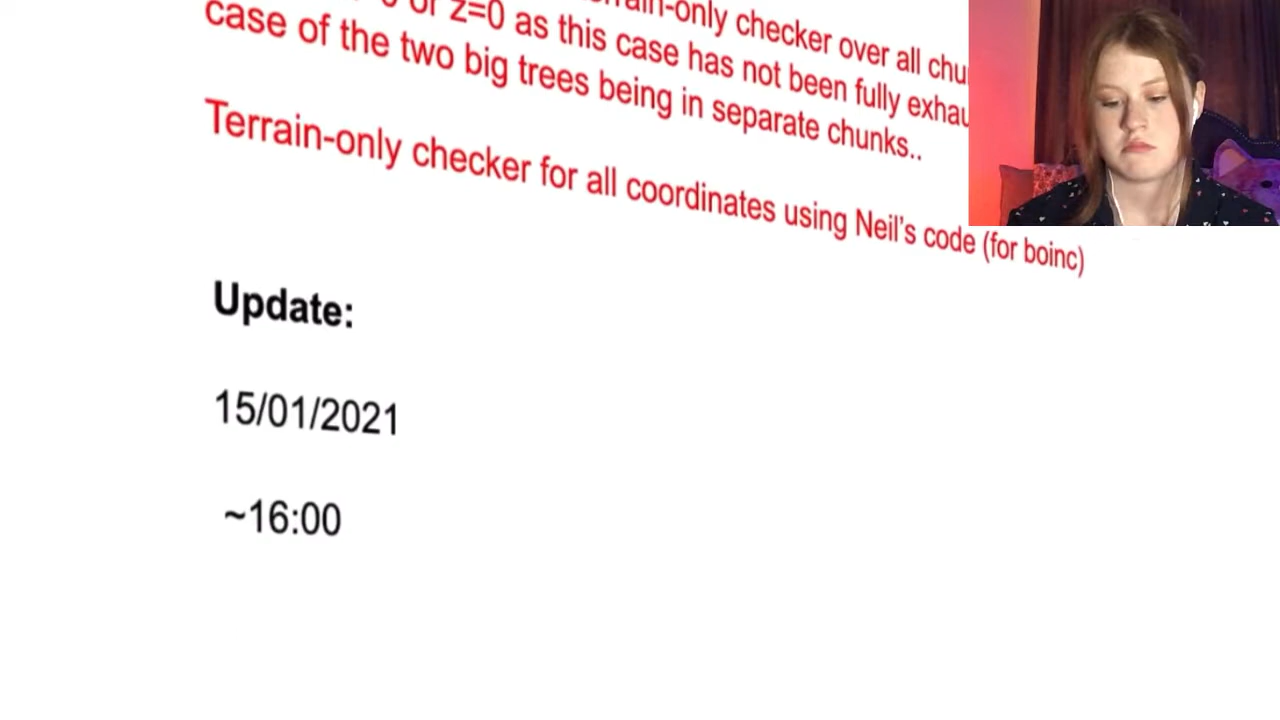 rain-only checker over all
or z=0 as this case has not been fully
case of the two big trees being in separate chunks..
Terrain-only checker for all coordinates using Neil's code (for boinc)
Update:
15/01/2021
~16:00